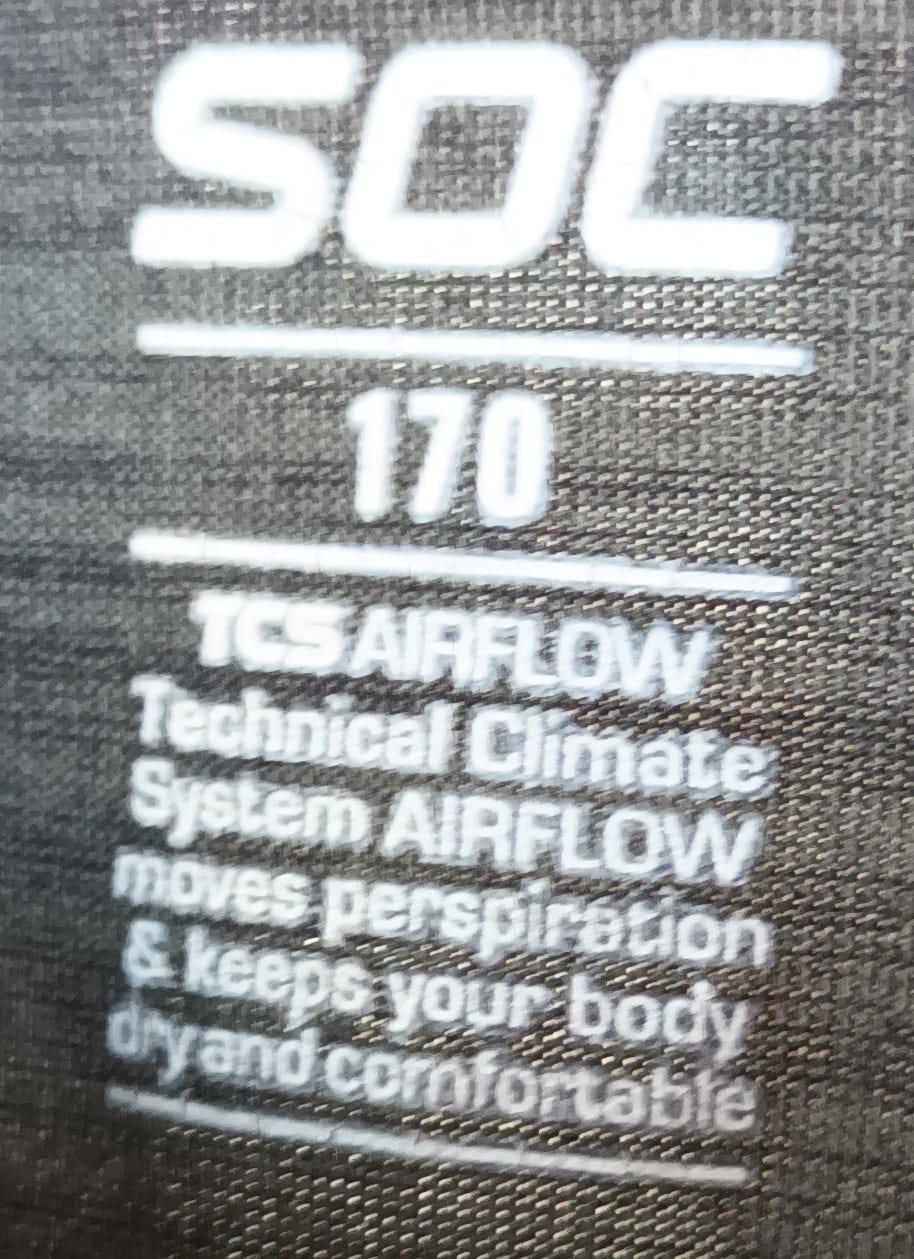 SOC
170
TCS AIRFLOW
Technical Climate
System AIRFLOW
moves perspiration
& keeps your body
dry and comfortable